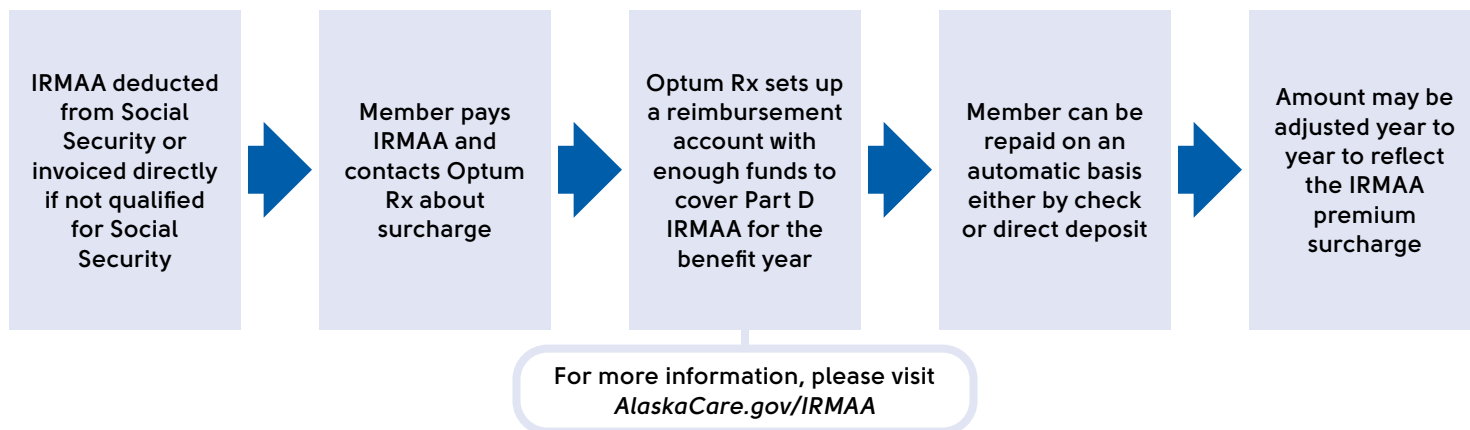 IRMAA deducted
from Social
Security or
invoiced directly
if not qualified
for Social
Security
Member pays
IRMAA and
contacts Optum
Rx about
surcharge
Optum Rx sets up
a reimbursement
account with
enough funds to
cover Part D
IRMAA for the
benefit year
Member can be
repaid on an
automatic basis
either by check
or direct deposit
Amount may be
adjusted year to
year to reflect
the IRMAA
premium
surcharge
For more information, please visit
AlaskaCare.gov/IRMAA